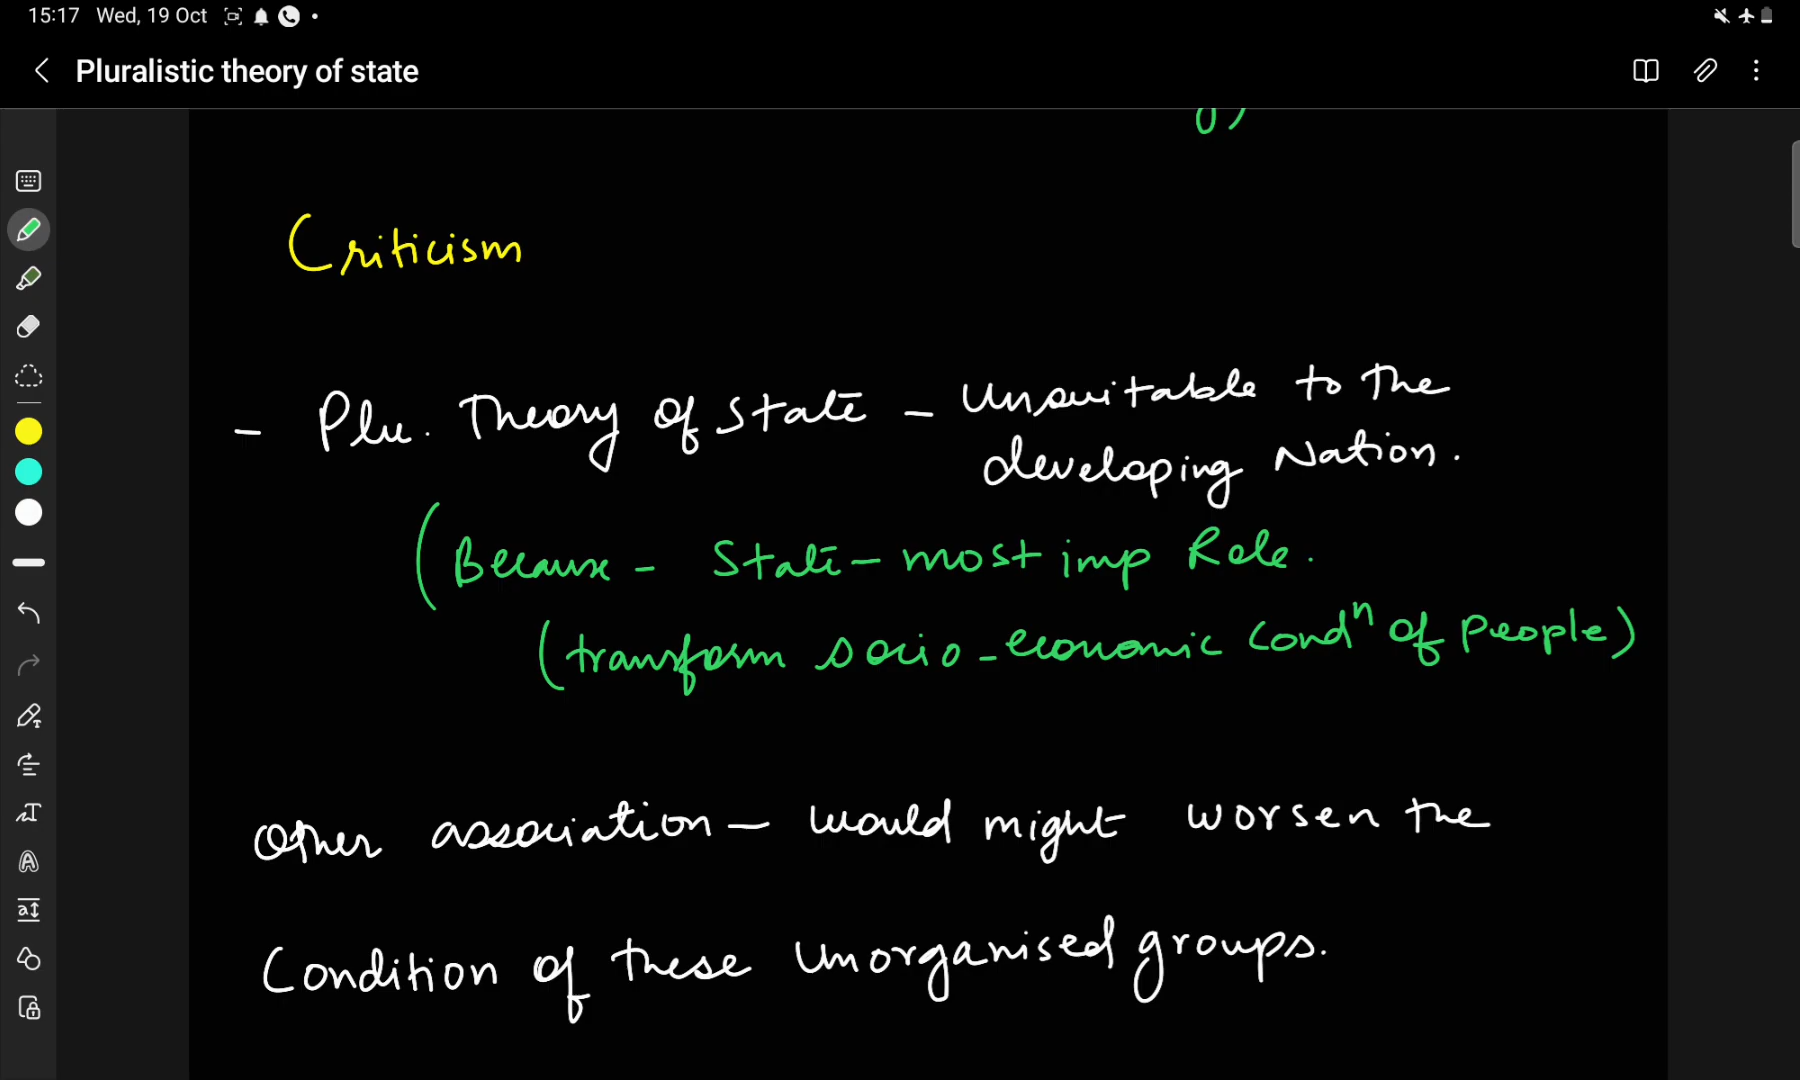 15:17 Wed, 19 Oct
Pluralistic theory of state
Criticism
- Plu. Theory of state - Unsuitable to the
developing Nation.
(Because - State - most imp Role.
(transform socio-economic condⁿ of people)
other association - would might worsen the
Condition of these unorganised groups.